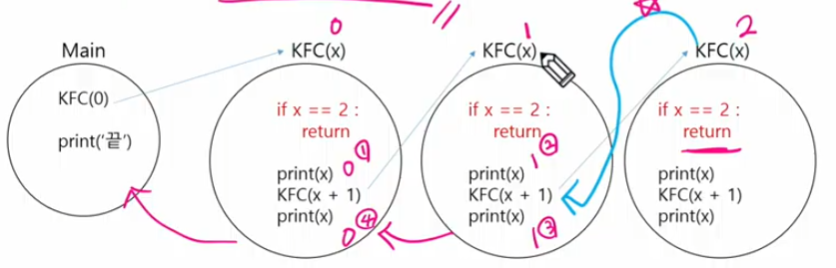 0
1
2
Main
KFC(x)
KFC(x)
KFC(x)
KFC(0)
print('끝')
if x == 2 :
return
print(x) 0 ①
KFC(x + 1)
print(x) 0 ④
if x == 2 :
return
print(x) 1 ②
KFC(x + 1)
print(x) 1 ③
if x == 2 :
return
print(x)
KFC(x + 1)
print(x)